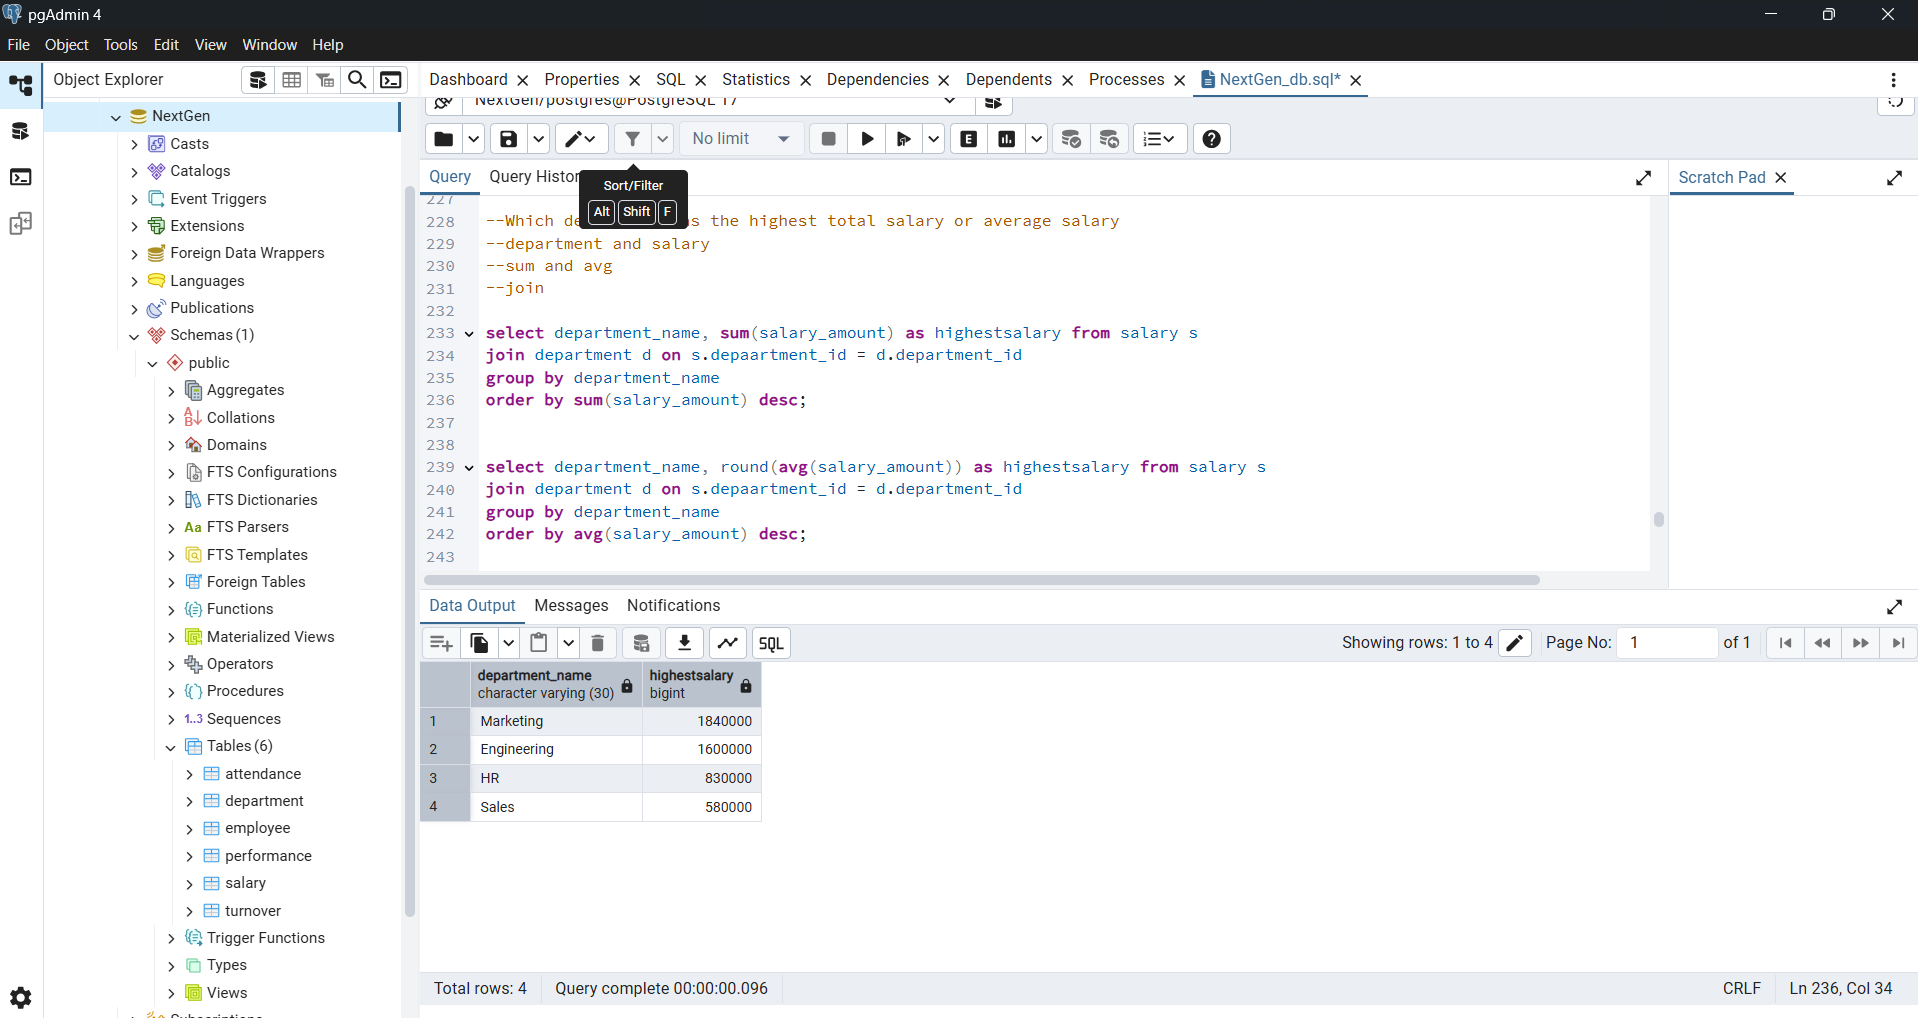 pgAdmin 4
File Object Tools Edit View Window Help
Object Explorer
Dashboard Properties SQL Statistics Dependencies Dependents Processes NextGen_db.sql*
NextGen/postgres@PostgreSQL 17
No limit
Query Query Histor
Sort/Filter
Alt Shift F
Scratch Pad
NextGen
Casts
Catalogs
Event Triggers
Extensions
Foreign Data Wrappers
Languages
Publications
Schemas (1)
public
Aggregates
Collations
Domains
FTS Configurations
FTS Dictionaries
Aa FTS Parsers
FTS Templates
Foreign Tables
Functions
Materialized Views
Operators
Procedures
1..3 Sequences
Tables (6)
attendance
department
employee
performance
salary
turnover
Trigger Functions
Types
Views
Subscriptions
227
228 --Which de s the highest total salary or average salary
229 --department and salary
230 --sum and avg
231 --join
232
233 select department_name, sum(salary_amount) as highestsalary from salary s
234 join department d on s.depaartment_id = d.department_id
235 group by department_name
236 order by sum(salary_amount) desc;
237
238
239 select department_name, round(avg(salary_amount)) as highestsalary from salary s
240 join department d on s.depaartment_id = d.department_id
241 group by department_name
242 order by avg(salary_amount) desc;
243
Data Output Messages Notifications
SQL Showing rows: 1 to 4 Page No: 1 of 1
department_name highestsalary
character varying (30) bigint
1 Marketing 1840000
2 Engineering 1600000
3 HR 830000
4 Sales 580000
Total rows: 4 Query complete 00:00:00.096 CRLF Ln 236, Col 34